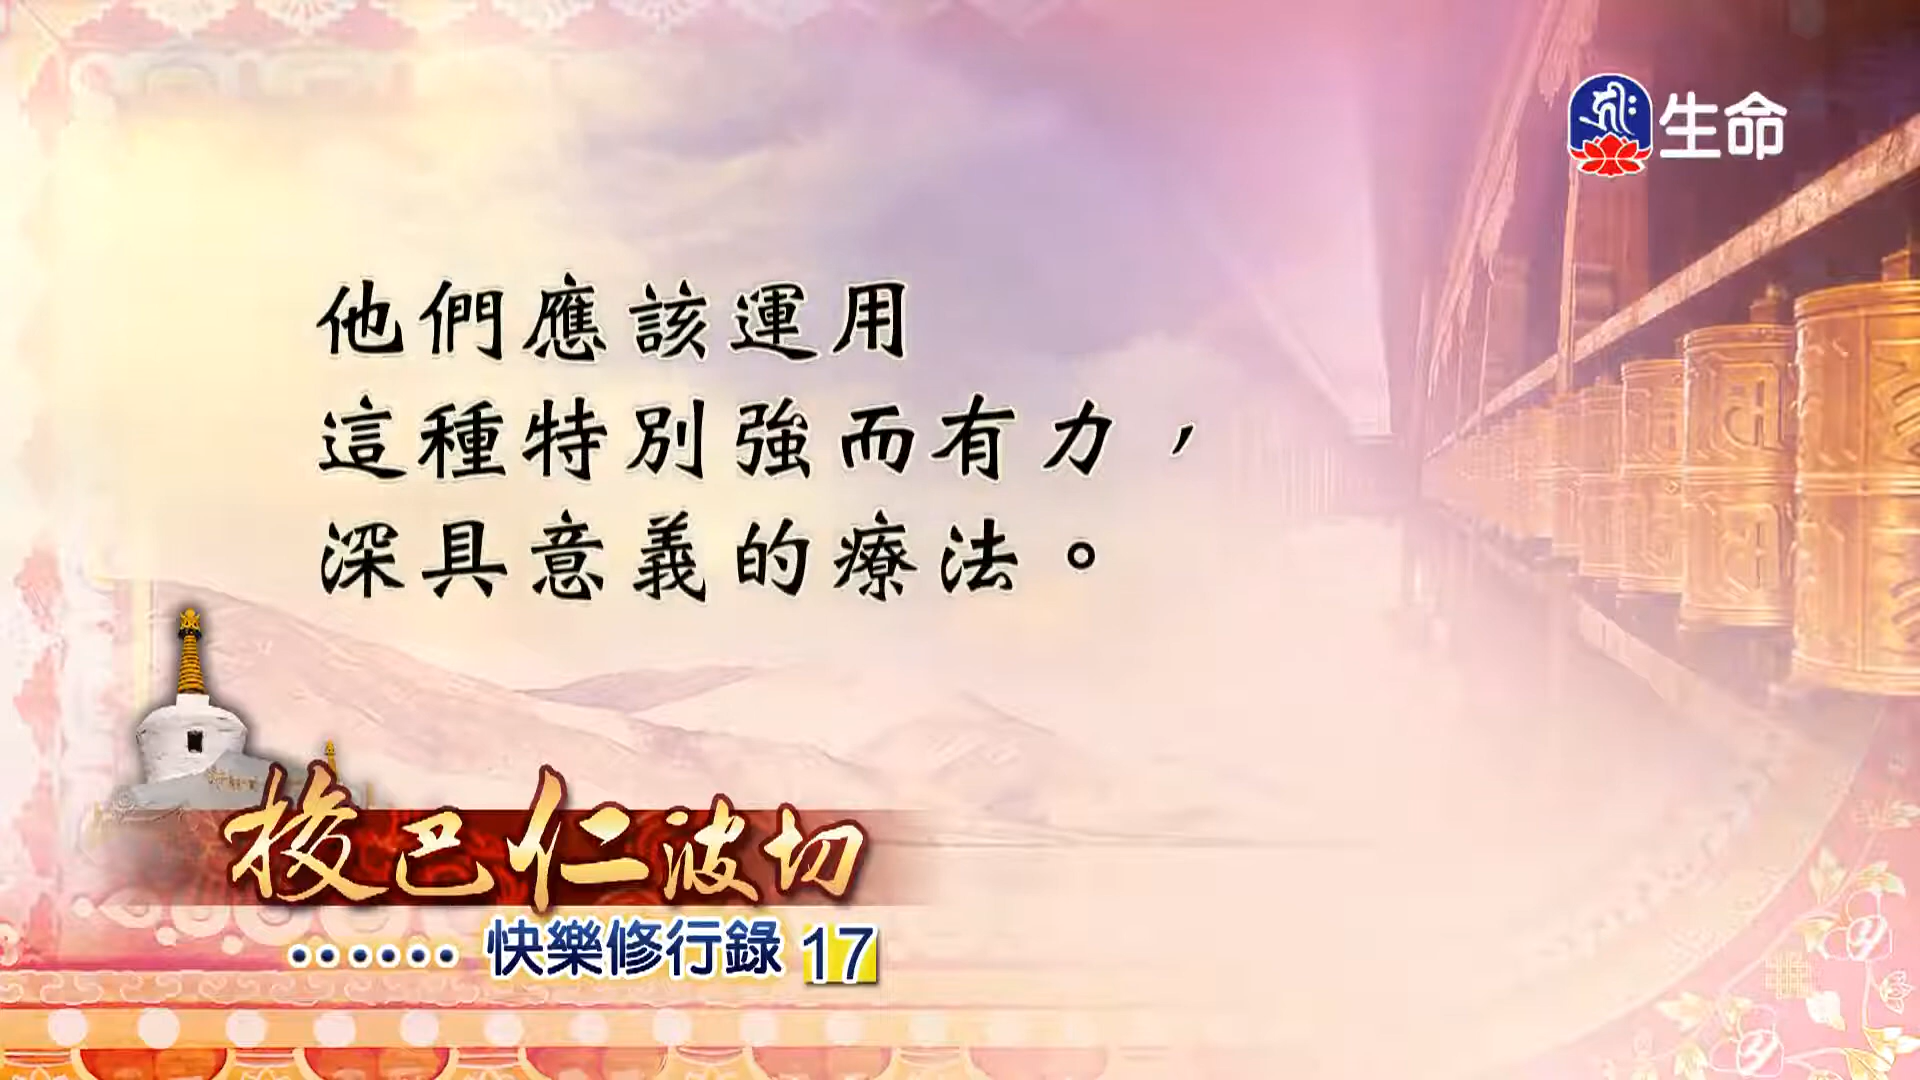 生命
他們應該運用
這種特別強而有力，
深具意義的療法。
梭巴仁波切
……快樂修行錄 17